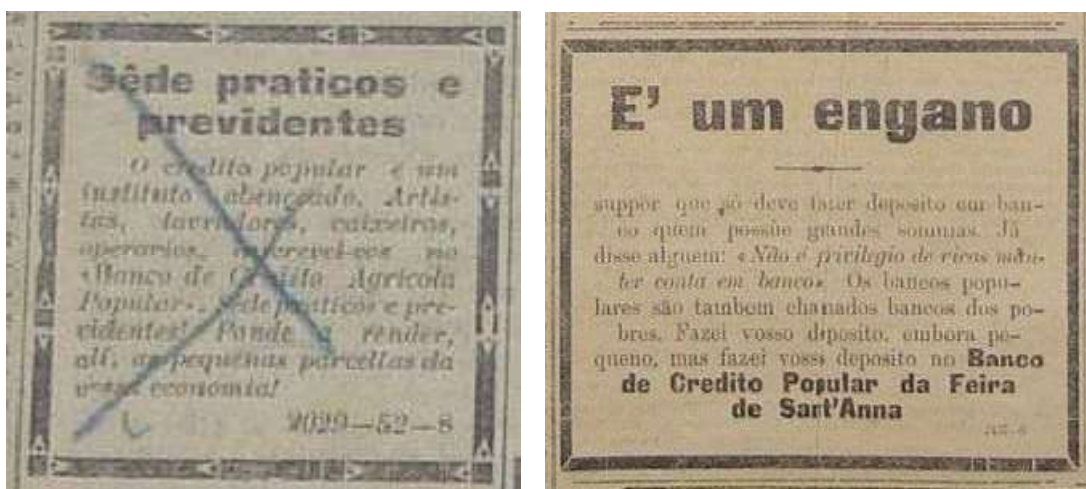 Sêde praticos e
previdentes
O credito popular é um
instituto abençoado. Artis-
tas, lavradores, caixeiros,
operarios, inscrevei-vos no
«Banco de Credito Agricola
Popular». Sêde praticos e pre-
videntes! Ponde a render,
alí, as pequenas parcellas da
vossa economia!
2029—52—8
E' um engano
suppôr que só deve fazer deposito em ban-
co quem possúe grandes sommas. Já
disse alguem: «Não é privilegio de ricos man-
ter conta em banco» Os bancos popu-
lares são tambem chamados bancos dos po-
bres. Fazei vosso deposito, embora pe-
queno, mas fazei vosso deposito no Banco
de Credito Popular da Feira
de Sant'Anna